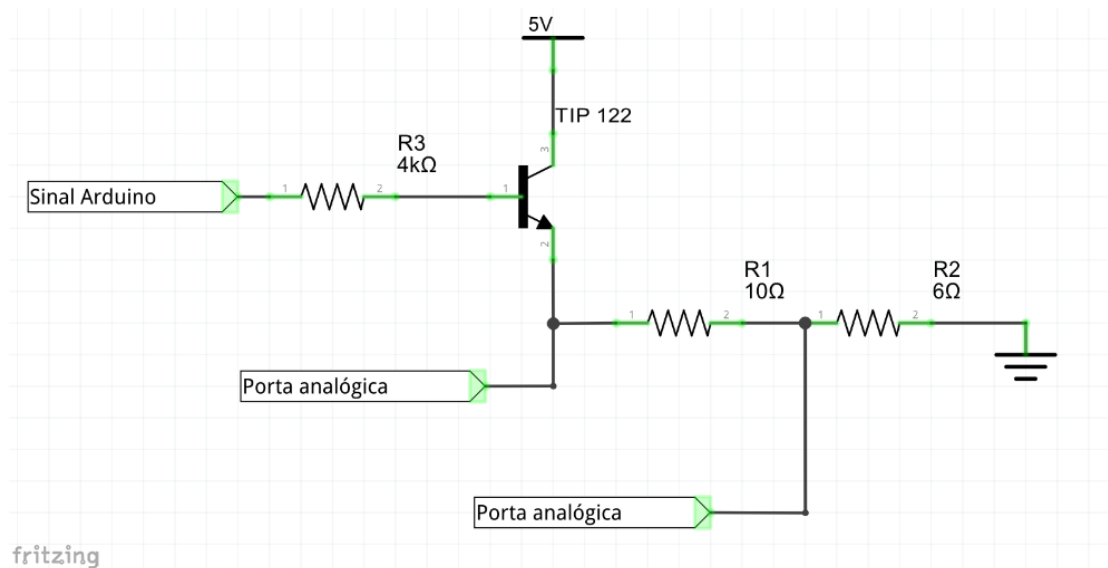 5V
TIP 122
3
R3
4kΩ
Sinal Arduino
1
2
1
2
R1
10Ω
R2
6Ω
1
2
1
2
Porta analógica
Porta analógica
fritzing